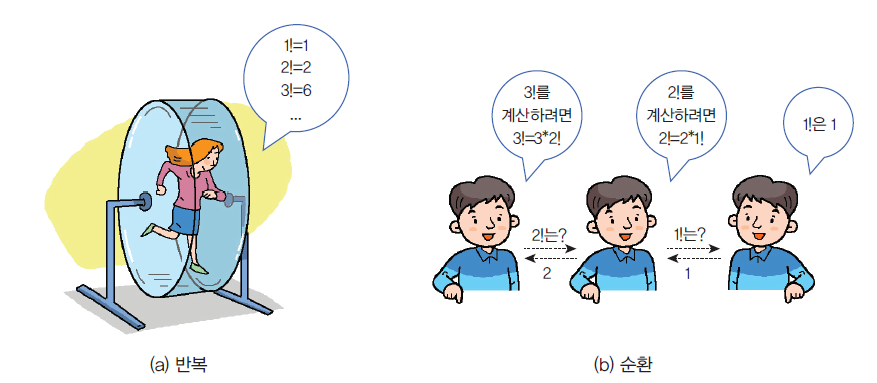 1!=1
2!=2
3!=6
...
3!를
계산하려면
3!=3*2!
2!를
계산하려면
2!=2*1!
1!은 1
2!는?
2
1!는?
1
(a) 반복
(b) 순환